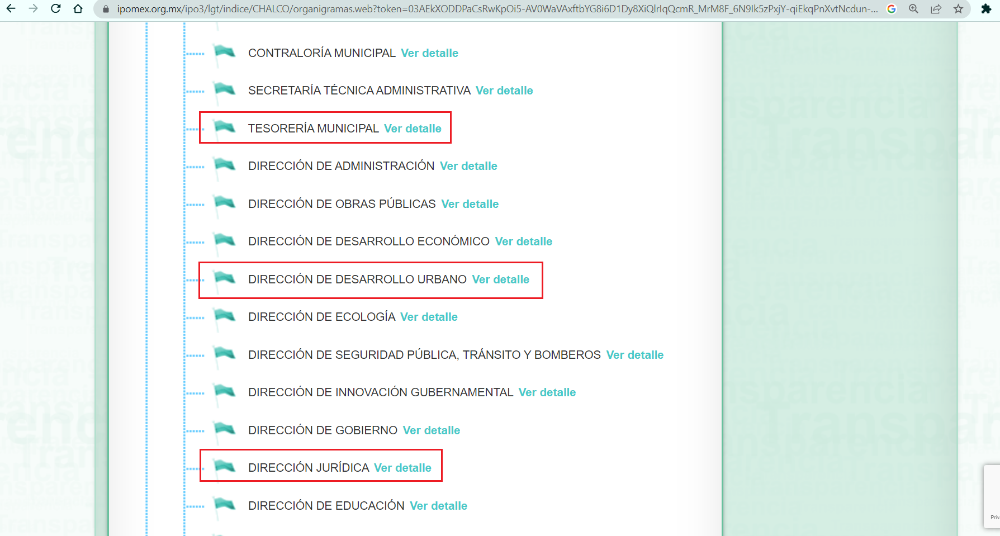 ipomex.org.mx/ipo3/lgt/indice/CHALCO/organigramas.web?token=03AEkXODDPaCsRwKpOi5-AV0WaVAxftbYG8i6D1Dy8XiQlrIqQcmR_MrM8F_6N9Ik5zPxjY-qiEkqPnXvtNcdun-...
CONTRALORÍA MUNICIPAL Ver detalle
SECRETARÍA TÉCNICA ADMINISTRATIVA Ver detalle
TESORERÍA MUNICIPAL Ver detalle
DIRECCIÓN DE ADMINISTRACIÓN Ver detalle
DIRECCIÓN DE OBRAS PÚBLICAS Ver detalle
DIRECCIÓN DE DESARROLLO ECONÓMICO Ver detalle
DIRECCIÓN DE DESARROLLO URBANO Ver detalle
DIRECCIÓN DE ECOLOGÍA Ver detalle
DIRECCIÓN DE SEGURIDAD PÚBLICA, TRÁNSITO Y BOMBEROS Ver detalle
DIRECCIÓN DE INNOVACIÓN GUBERNAMENTAL Ver detalle
DIRECCIÓN DE GOBIERNO Ver detalle
DIRECCIÓN JURÍDICA Ver detalle
DIRECCIÓN DE EDUCACIÓN Ver detalle
Priv